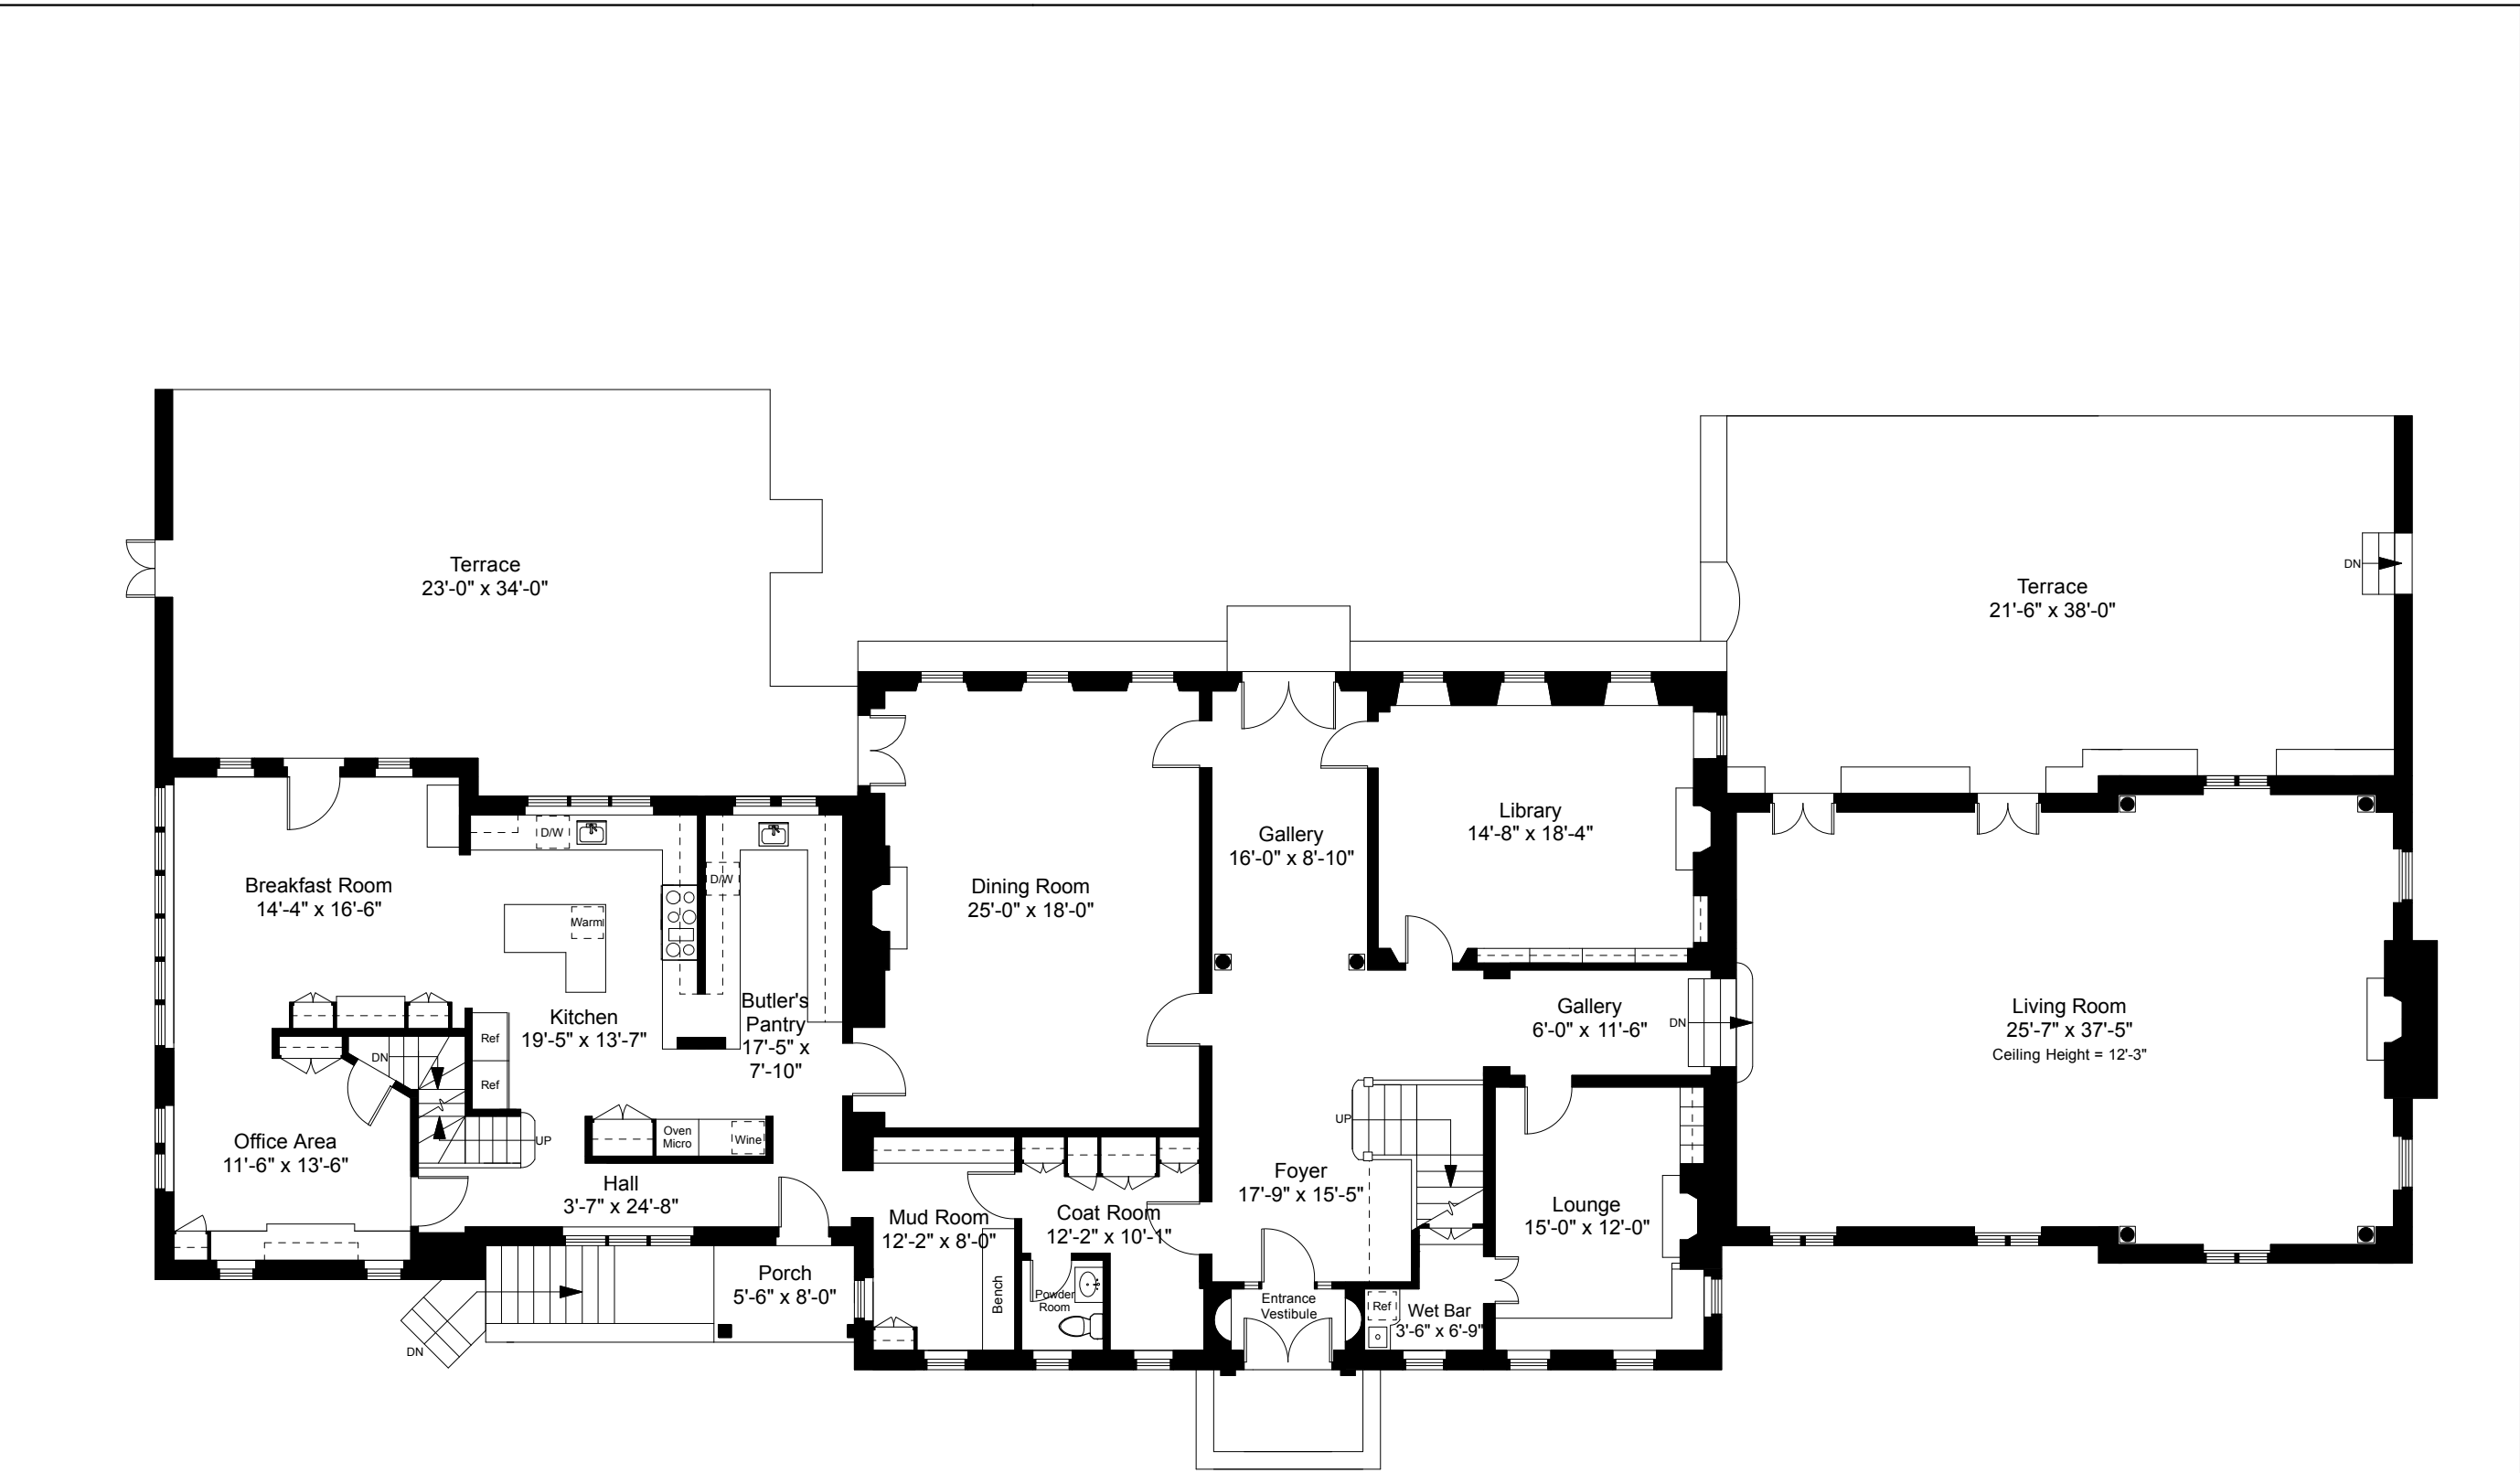 Terrace
23'-0" x 34'-0"
DN
Terrace
21'-6" x 38'-0"
Library
14'-8" x 18'-4"
D/W
Gallery
16'-0" x 8'-10"
D/W
Breakfast Room
14'-4" x 16'-6"
Dining Room
25'-0" x 18'-0"
Warm
Butler's
Pantry
17'-5" x
7'-10"
Kitchen
19'-5" x 13'-7"
Gallery
6'-0" x 11'-6"
DN
Living Room
25'-7" x 37'-5"
Ceiling Height = 12'-3"
Ref
Ref
DN
UP
UP
Oven
Micro
Wine
Office Area
11'-6" x 13'-6"
Hall
3'-7" x 24'-8"
Foyer
17'-9" x 15'-5"
Lounge
15'-0" x 12'-0"
Mud Room
12'-2" x 8'-0"
Coat Room
12'-2" x 10'-1"
Porch
5'-6" x 8'-0"
Bench
Powder
Room
Entrance
Vestibule
Ref
Wet Bar
3'-6" x 6'-9"
DN